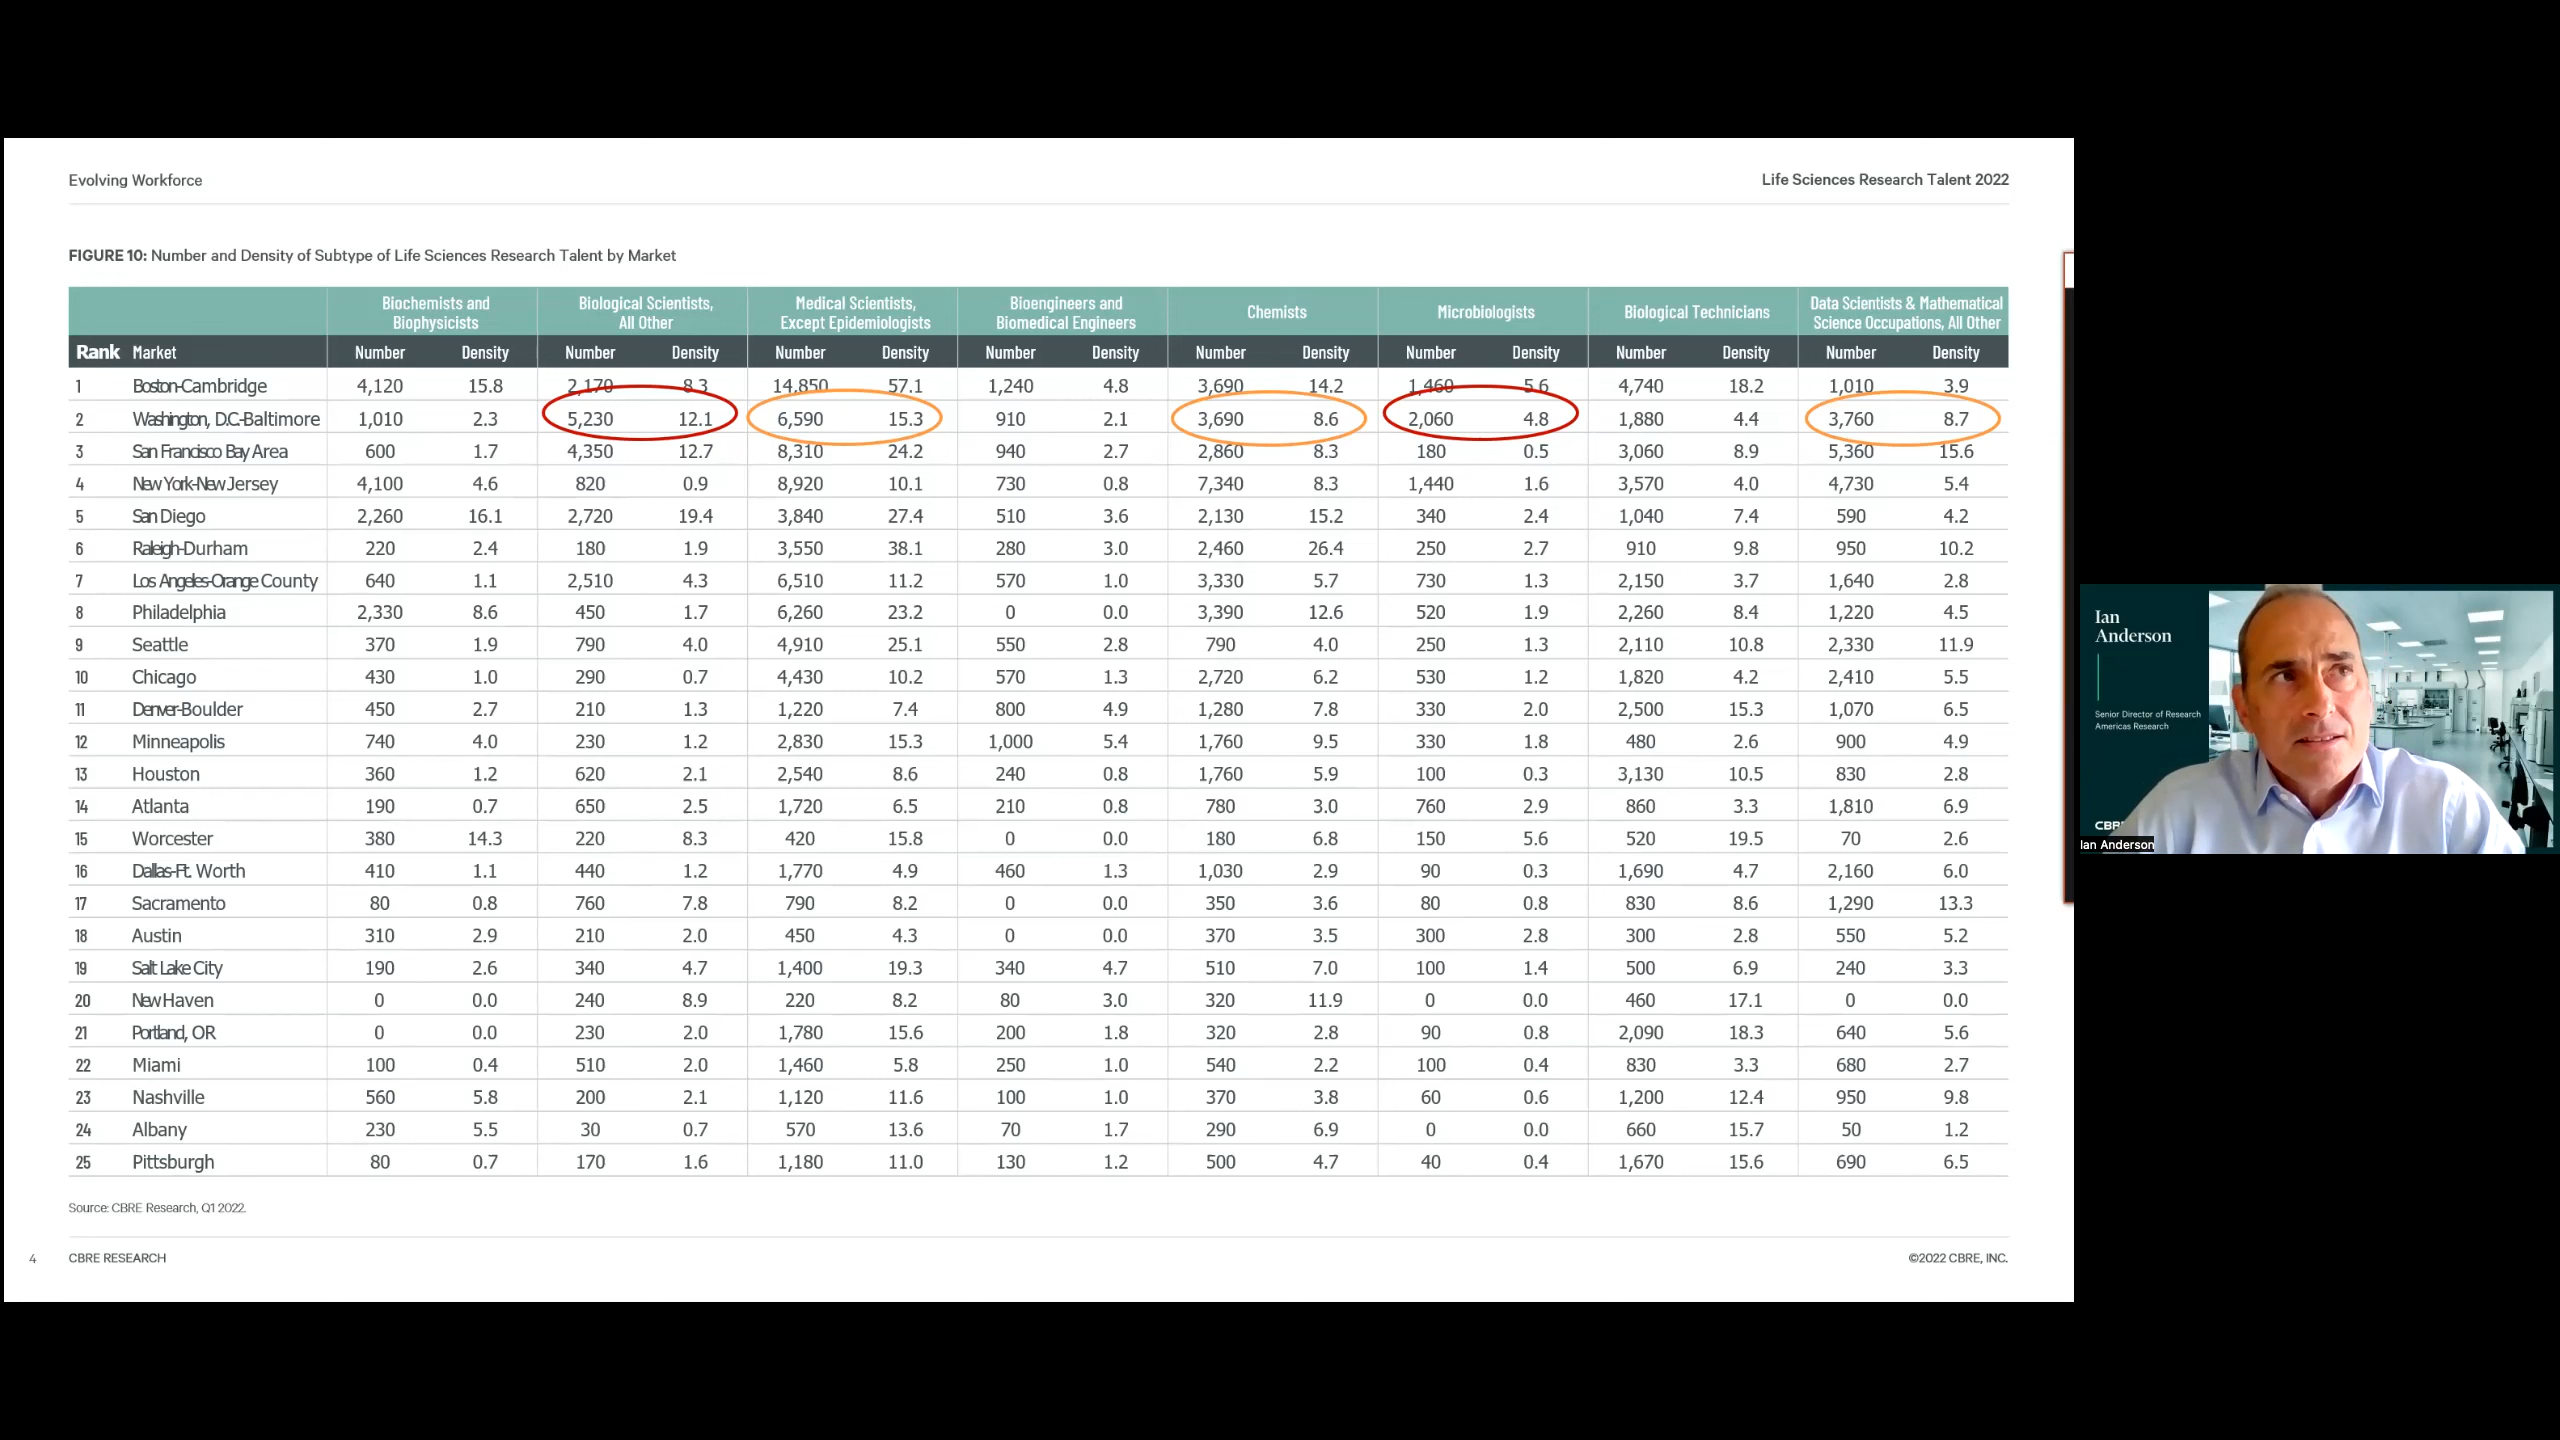 Evolving Workforce
Life Sciences Research Talent 2022
FIGURE 10: Number and Density of Subtype of Life Sciences Research Talent by Market
Biochemists and Biophysicists
Biological Scientists, All Other
Medical Scientists, Except Epidemiologists
Bioengineers and Biomedical Engineers
Chemists
Microbiologists
Biological Technicians
Data Scientists & Mathematical Science Occupations, All Other
Rank Market Number Density Number Density Number Density Number Density Number Density Number Density Number Density Number Density
1 Boston-Cambridge 4,120 15.8 2,170 8.3 14,850 57.1 1,240 4.8 3,690 14.2 1,460 5.6 4,740 18.2 1,010 3.9
2 Washington, D.C.-Baltimore 1,010 2.3 5,230 12.1 6,590 15.3 910 2.1 3,690 8.6 2,060 4.8 1,880 4.4 3,760 8.7
3 San Francisco Bay Area 600 1.7 4,350 12.7 8,310 24.2 940 2.7 2,860 8.3 180 0.5 3,060 8.9 5,360 15.6
4 New York-New Jersey 4,100 4.6 820 0.9 8,920 10.1 730 0.8 7,340 8.3 1,440 1.6 3,570 4.0 4,730 5.4
5 San Diego 2,260 16.1 2,720 19.4 3,840 27.4 510 3.6 2,130 15.2 340 2.4 1,040 7.4 590 4.2
6 Raleigh-Durham 220 2.4 180 1.9 3,550 38.1 280 3.0 2,460 26.4 250 2.7 910 9.8 950 10.2
7 Los Angeles-Orange County 640 1.1 2,510 4.3 6,510 11.2 570 1.0 3,330 5.7 730 1.3 2,150 3.7 1,640 2.8
8 Philadelphia 2,330 8.6 450 1.7 6,260 23.2 0 0.0 3,390 12.6 520 1.9 2,260 8.4 1,220 4.5
9 Seattle 370 1.9 790 4.0 4,910 25.1 550 2.8 790 4.0 250 1.3 2,110 10.8 2,330 11.9
10 Chicago 430 1.0 290 0.7 4,430 10.2 570 1.3 2,720 6.2 530 1.2 1,820 4.2 2,410 5.5
11 Denver-Boulder 450 2.7 210 1.3 1,220 7.4 800 4.9 1,280 7.8 330 2.0 2,500 15.3 1,070 6.5
12 Minneapolis 740 4.0 230 1.2 2,830 15.3 1,000 5.4 1,760 9.5 330 1.8 480 2.6 900 4.9
13 Houston 360 1.2 620 2.1 2,540 8.6 240 0.8 1,760 5.9 100 0.3 3,130 10.5 830 2.8
14 Atlanta 190 0.7 650 2.5 1,720 6.5 210 0.8 780 3.0 760 2.9 860 3.3 1,810 6.9
15 Worcester 380 14.3 220 8.3 420 15.8 0 0.0 180 6.8 150 5.6 520 19.5 70 2.6
16 Dallas-Ft. Worth 410 1.1 440 1.2 1,770 4.9 460 1.3 1,030 2.9 90 0.3 1,690 4.7 2,160 6.0
17 Sacramento 80 0.8 760 7.8 790 8.2 0 0.0 350 3.6 80 0.8 830 8.6 1,290 13.3
18 Austin 310 2.9 210 2.0 450 4.3 0 0.0 370 3.5 300 2.8 300 2.8 550 5.2
19 Salt Lake City 190 2.6 340 4.7 1,400 19.3 340 4.7 510 7.0 100 1.4 500 6.9 240 3.3
20 New Haven 0 0.0 240 8.9 220 8.2 80 3.0 320 11.9 0 0.0 460 17.1 0 0.0
21 Portland, OR 0 0.0 230 2.0 1,780 15.6 200 1.8 320 2.8 90 0.8 2,090 18.3 640 5.6
22 Miami 100 0.4 510 2.0 1,460 5.8 250 1.0 540 2.2 100 0.4 830 3.3 680 2.7
23 Nashville 560 5.8 200 2.1 1,120 11.6 100 1.0 370 3.8 60 0.6 1,200 12.4 950 9.8
24 Albany 230 5.5 30 0.7 570 13.6 70 1.7 290 6.9 0 0.0 660 15.7 50 1.2
25 Pittsburgh 80 0.7 170 1.6 1,180 11.0 130 1.2 500 4.7 40 0.4 1,670 15.6 690 6.5
Source: CBRE Research, Q1 2022.
4 CBRE RESEARCH
©2022 CBRE, INC.
Ian
Anderson
Senior Director of Research
Americas Research
CBRE
Ian Anderson